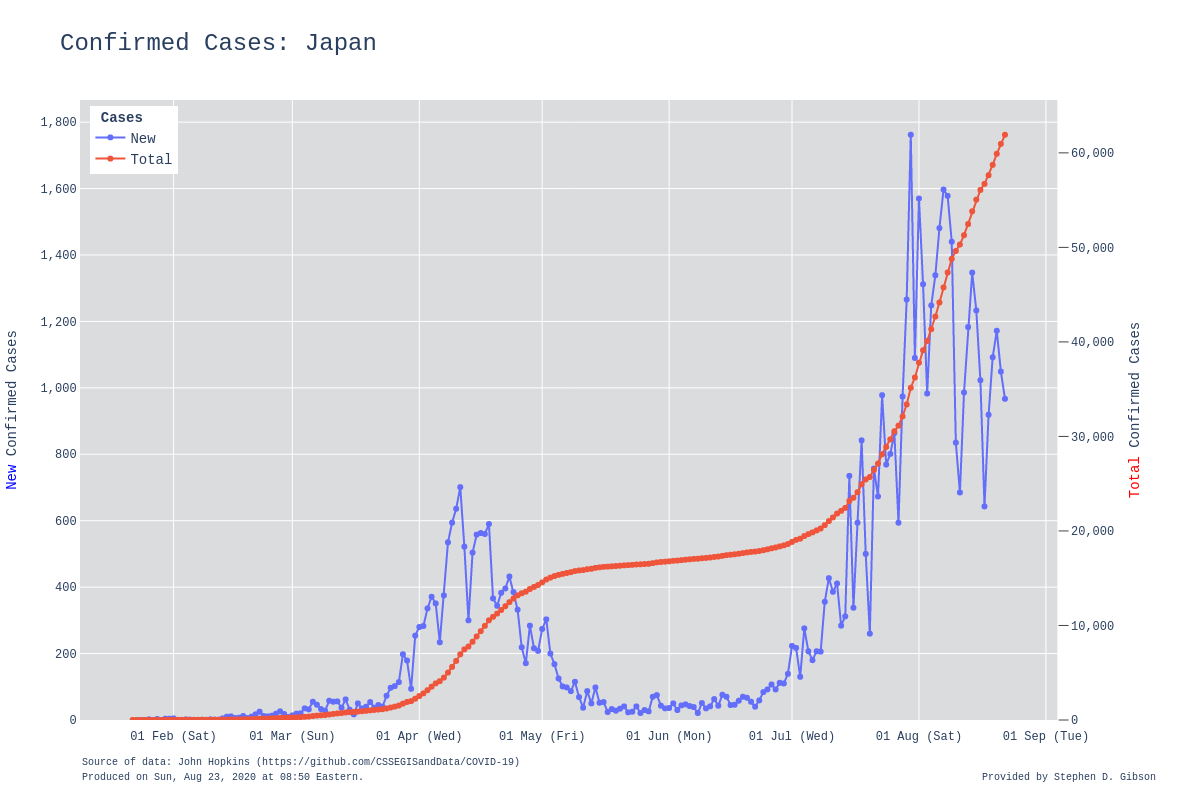 Confirmed Cases: Japan
Cases
New
Total
1,800
1,600
1,400
1,200
1,000
800
600
400
200
0
60,000
50,000
40,000
30,000
20,000
10,000
0
New Confirmed Cases
Total Confirmed Cases
01 Feb (Sat) 01 Mar (Sun) 01 Apr (Wed) 01 May (Fri) 01 Jun (Mon) 01 Jul (Wed) 01 Aug (Sat) 01 Sep (Tue)
Source of data: John Hopkins (https://github.com/CSSEGISandData/COVID-19)
Produced on Sun, Aug 23, 2020 at 08:50 Eastern.
Provided by Stephen D. Gibson